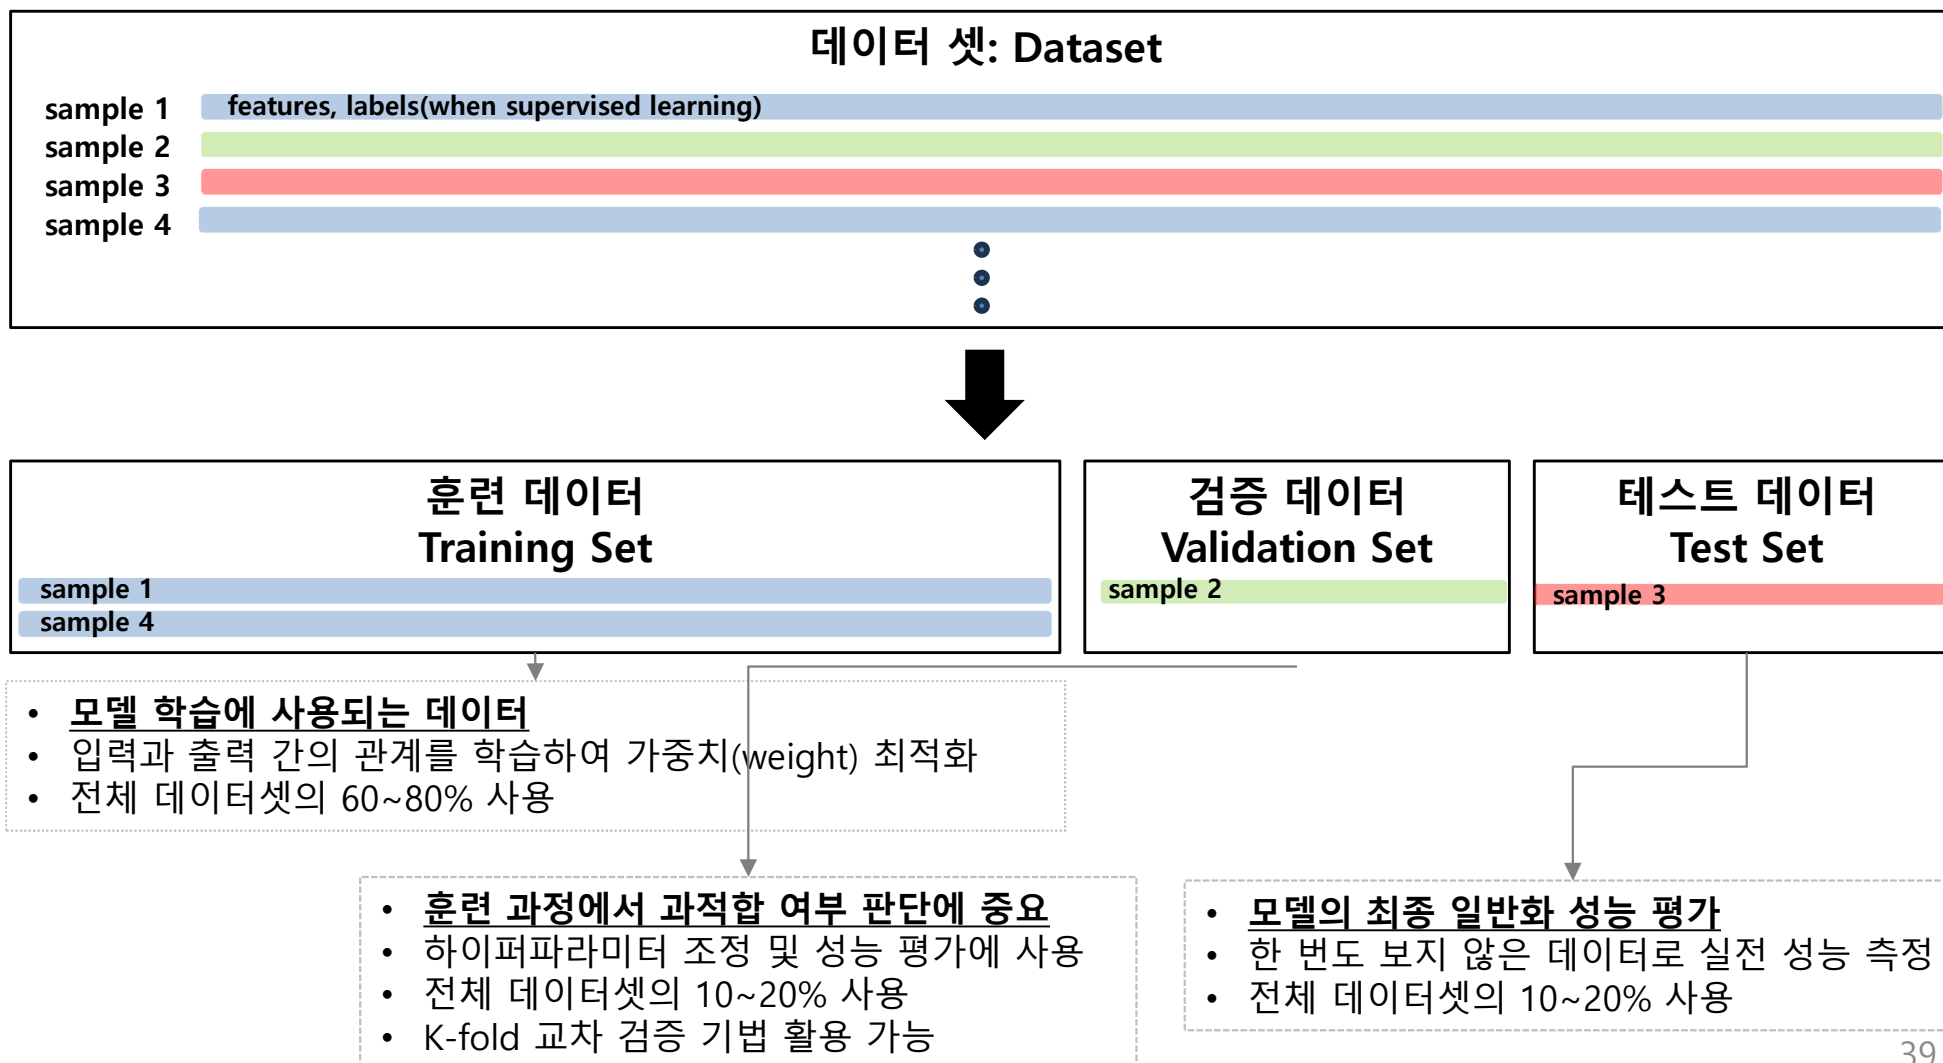 데이터 셋: Dataset
sample 1
features, labels(when supervised learning)
sample 2
sample 3
sample 4
훈련 데이터
Training Set
sample 1
sample 4
검증 데이터
Validation Set
sample 2
테스트 데이터
Test Set
sample 3
• 모델 학습에 사용되는 데이터
• 입력과 출력 간의 관계를 학습하여 가중치(weight) 최적화
• 전체 데이터셋의 60~80% 사용
• 훈련 과정에서 과적합 여부 판단에 중요
• 하이퍼파라미터 조정 및 성능 평가에 사용
• 전체 데이터셋의 10~20% 사용
• K-fold 교차 검증 기법 활용 가능
• 모델의 최종 일반화 성능 평가
• 한 번도 보지 않은 데이터로 실전 성능 측정
• 전체 데이터셋의 10~20% 사용
39